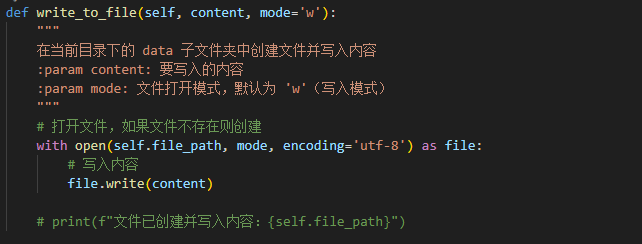 def write_to_file(self, content, mode='w'):
    """
    在当前目录下的 data 子文件夹中创建文件并写入内容
    :param content: 要写入的内容
    :param mode: 文件打开模式，默认为 'w'（写入模式）
    """
    # 打开文件，如果文件不存在则创建
    with open(self.file_path, mode, encoding='utf-8') as file:
        # 写入内容
        file.write(content)
    # print(f"文件已创建并写入内容：{self.file_path}")